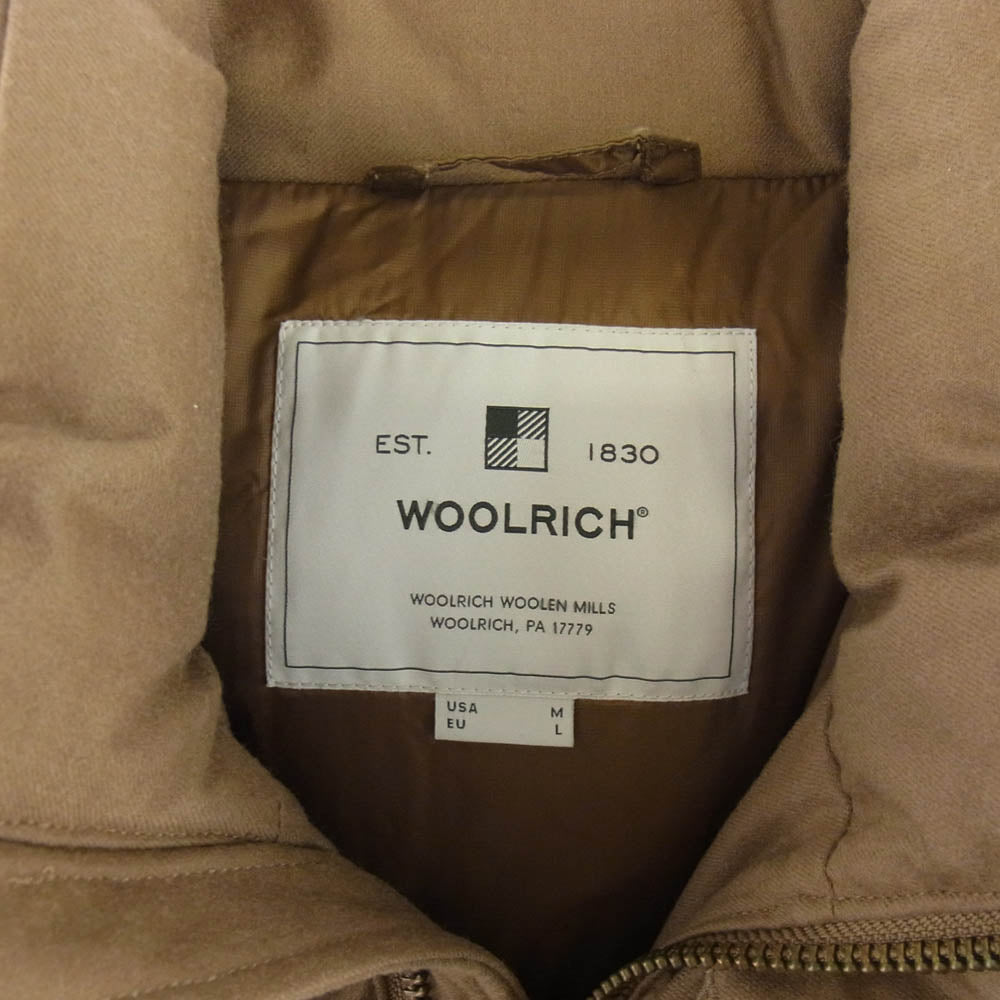 EST. 1830
WOOLRICH®
WOOLRICH WOOLEN MILLS
WOOLRICH, PA 17779
USA M
EU L